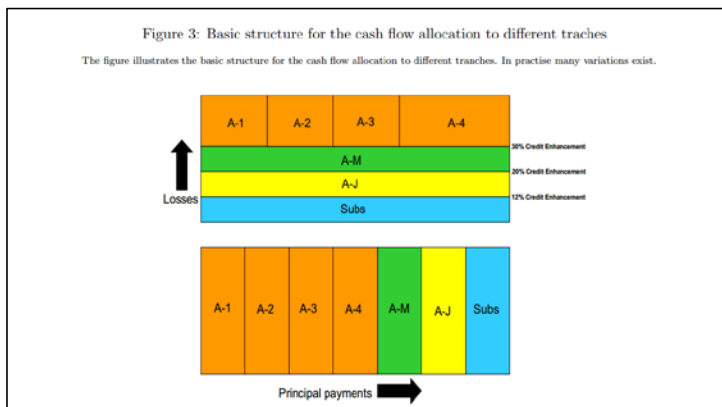 Figure 3: Basic structure for the cash flow allocation to different traches
The figure illustrates the basic structure for the cash flow allocation to different tranches. In practise many variations exist.
A-1 A-2 A-3 A-4
30% Credit Enhancement
A-M
20% Credit Enhancement
A-J
12% Credit Enhancement
Losses
Subs
A-1 A-2 A-3 A-4 A-M A-J Subs
Principal payments